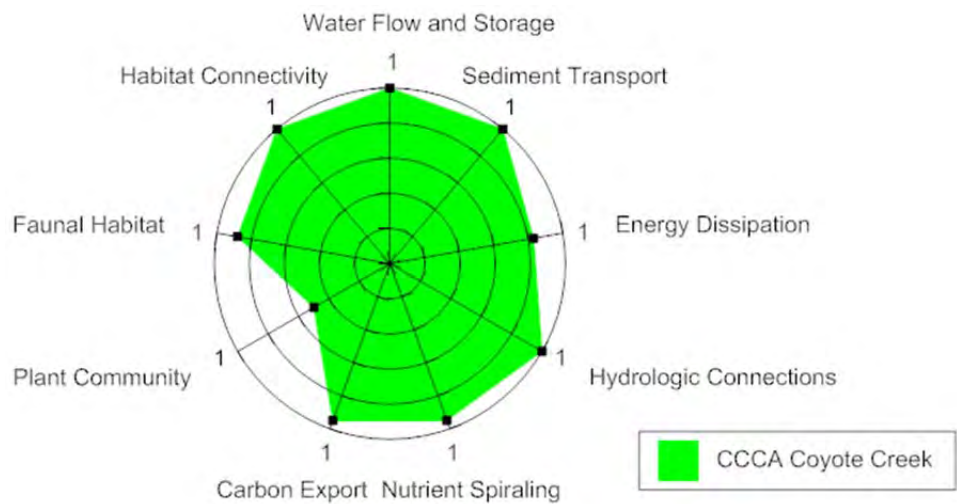 Water Flow and Storage
1
Habitat Connectivity
1
Sediment Transport
1
Faunal Habitat
1
1
Energy Dissipation
Plant Community
1
1
Hydrologic Connections
1
1
Carbon Export
Nutrient Spiraling
CCCA Coyote Creek